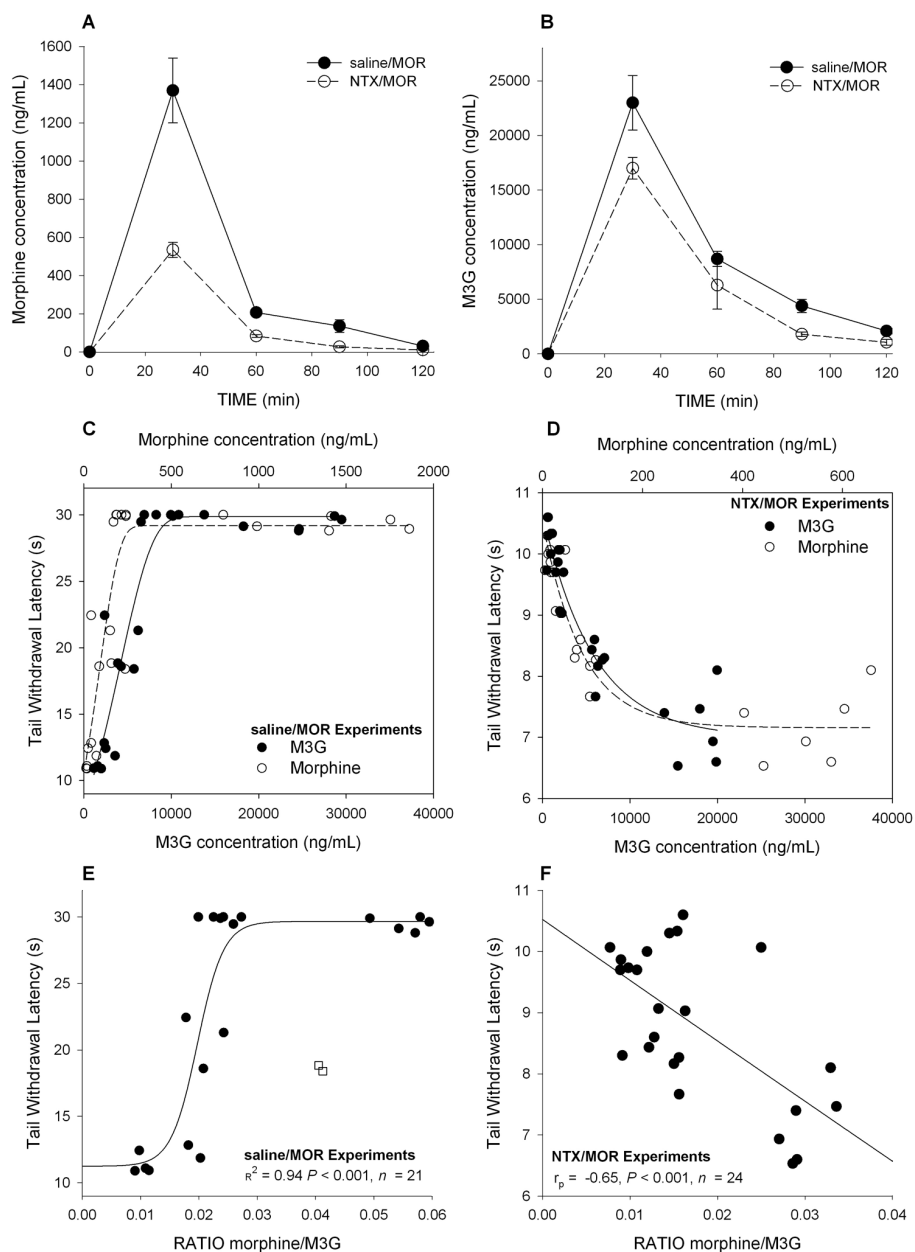 A
1600
1400
1200
1000
800
600
400
200
0
Morphine concentration (ng/mL)
saline/MOR
NTX/MOR
0 20 40 60 80 100 120
TIME (min)
B
25000
20000
15000
10000
5000
0
M3G concentration (ng/mL)
saline/MOR
NTX/MOR
0 20 40 60 80 100 120
TIME (min)
C
Morphine concentration (ng/mL)
0 500 1000 1500 2000
30
25
20
15
10
Tail Withdrawal Latency (s)
saline/MOR Experiments
M3G
Morphine
0 10000 20000 30000 40000
M3G concentration (ng/mL)
D
Morphine concentration (ng/mL)
0 200 400 600
11
10
9
8
7
6
Tail Withdrawal Latency (s)
NTX/MOR Experiments
M3G
Morphine
0 10000 20000 30000 40000
M3G concentration (ng/mL)
E
30
25
20
15
10
Tail Withdrawal Latency (s)
saline/MOR Experiments
R² = 0.94 P < 0.001, n = 21
0.00 0.01 0.02 0.03 0.04 0.05 0.06
RATIO morphine/M3G
F
11
10
9
8
7
6
Tail Withdrawal Latency (s)
NTX/MOR Experiments
rp = -0.65, P < 0.001, n = 24
0.00 0.01 0.02 0.03 0.04
RATIO morphine/M3G